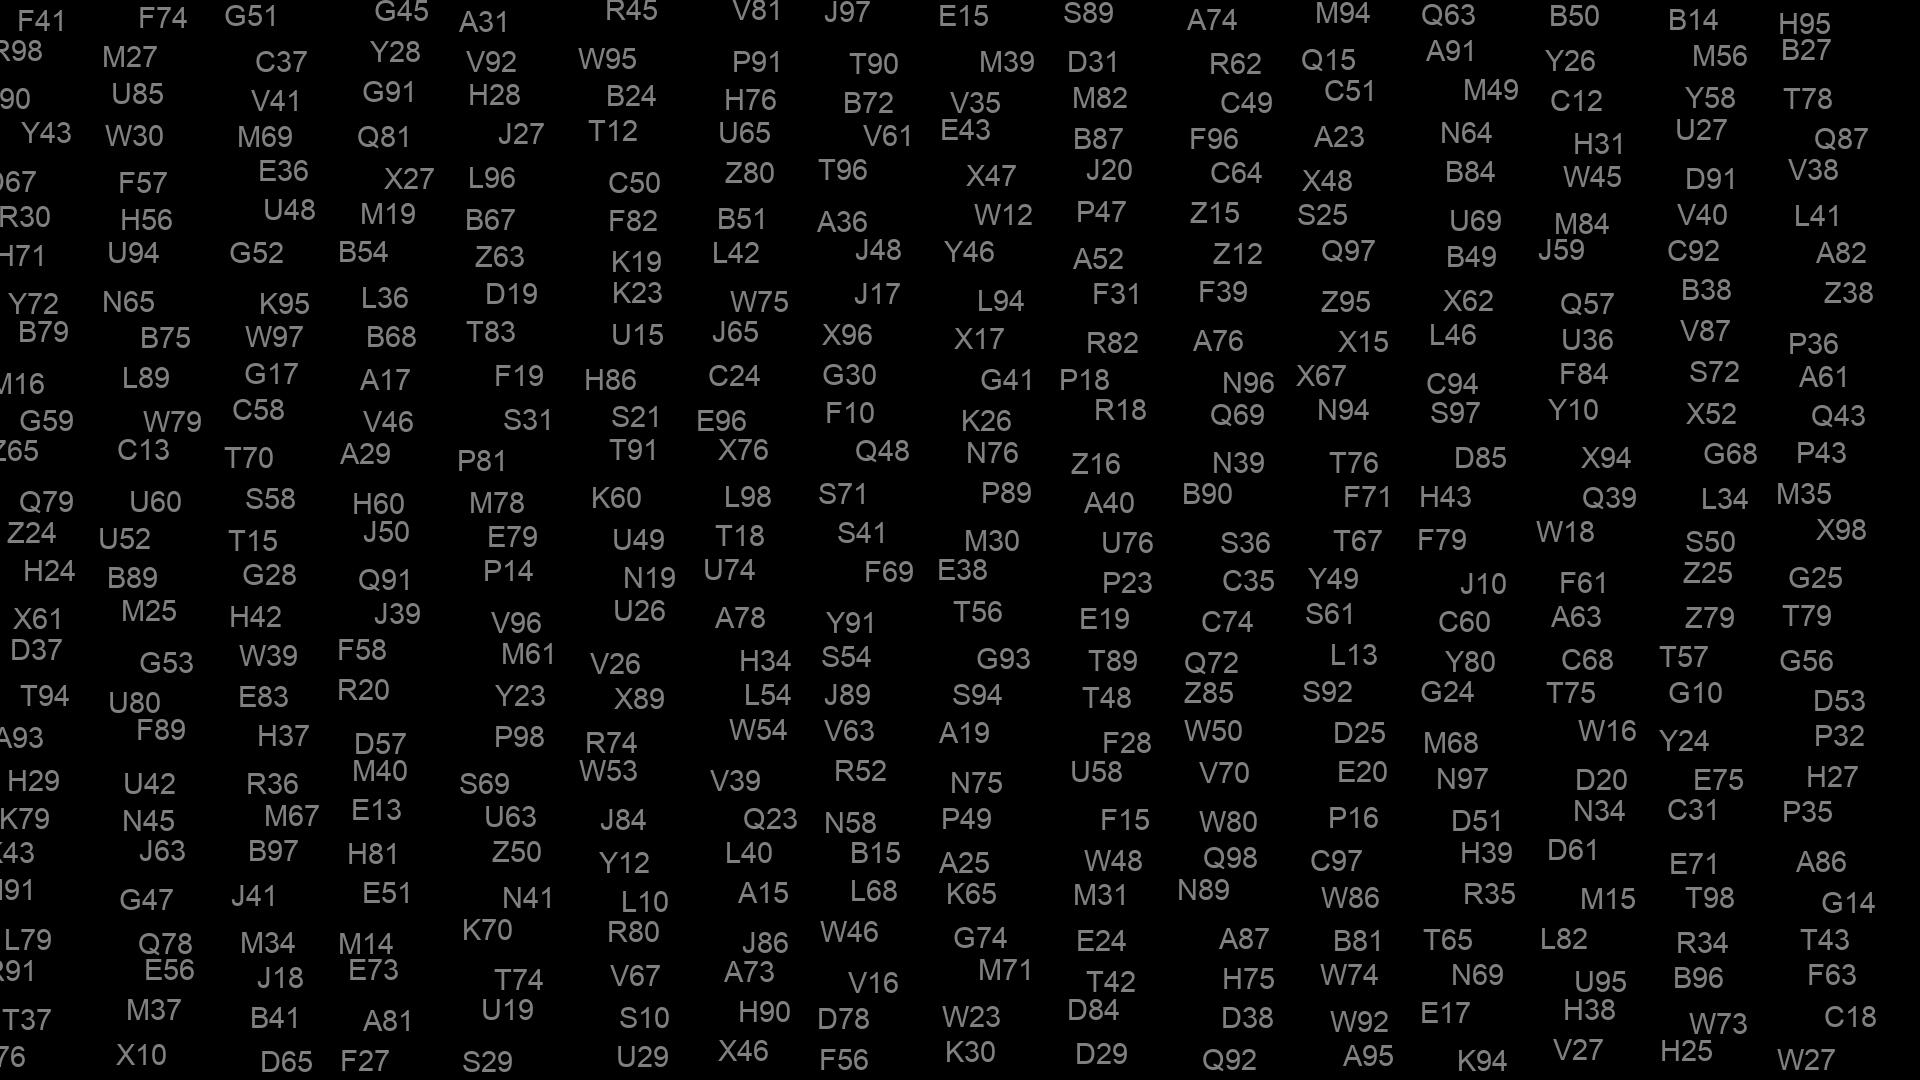 F41 F74 G51 G45 A31 R45 V81 J97 E15 S89 A74 M94 Q63 B50 B14 H95
R98 M27 C37 Y28 V92 W95 P91 T90 M39 D31 R62 Q15 A91 Y26 M56 B27
90 U85 V41 G91 H28 B24 H76 B72 V35 M82 C49 C51 M49 C12 Y58 T78
Y43 W30 M69 Q81 J27 T12 U65 V61 E43 B87 F96 A23 N64 H31 U27 Q87
67 F57 E36 X27 L96 C50 Z80 T96 X47 J20 C64 X48 B84 W45 D91 V38
R30 H56 U48 M19 B67 F82 B51 A36 W12 P47 Z15 S25 U69 M84 V40 L41
H71 U94 G52 B54 Z63 K19 L42 J48 Y46 A52 Z12 Q97 B49 J59 C92 A82
Y72 N65 K95 L36 D19 K23 W75 J17 L94 F31 F39 Z95 X62 Q57 B38 Z38
B79 B75 W97 B68 T83 U15 J65 X96 X17 R82 A76 X15 L46 U36 V87 P36
M16 L89 G17 A17 F19 H86 C24 G30 G41 P18 N96 X67 C94 F84 S72 A61
G59 W79 C58 V46 S31 S21 E96 F10 K26 R18 Q69 N94 S97 Y10 X52 Q43
Z65 C13 T70 A29 P81 T91 X76 Q48 N76 Z16 N39 T76 D85 X94 G68 P43
Q79 U60 S58 H60 M78 K60 L98 S71 P89 A40 B90 F71 H43 Q39 L34 M35
Z24 U52 T15 J50 E79 U49 T18 S41 M30 U76 S36 T67 F79 W18 S50 X98
H24 B89 G28 Q91 P14 N19 U74 F69 E38 P23 C35 Y49 J10 F61 Z25 G25
X61 M25 H42 J39 V96 U26 A78 Y91 T56 E19 C74 S61 C60 A63 Z79 T79
D37 G53 W39 F58 M61 V26 H34 S54 G93 T89 Q72 L13 Y80 C68 T57 G56
T94 U80 E83 R20 Y23 X89 L54 J89 S94 T48 Z85 S92 G24 T75 G10 D53
A93 F89 H37 D57 P98 R74 W54 V63 A19 F28 W50 D25 M68 W16 Y24 P32
H29 U42 R36 M40 S69 W53 V39 R52 N75 U58 V70 E20 N97 D20 E75 H27
K79 N45 M67 E13 U63 J84 Q23 N58 P49 F15 W80 P16 D51 N34 C31 P35
43 J63 B97 H81 Z50 Y12 L40 B15 A25 W48 Q98 C97 H39 D61 E71 A86
91 G47 J41 E51 N41 L10 A15 L68 K65 M31 N89 W86 R35 M15 T98 G14
L79 Q78 M34 M14 K70 R80 J86 W46 G74 E24 A87 B81 T65 L82 R34 T43
R91 E56 J18 E73 T74 V67 A73 V16 M71 T42 H75 W74 N69 U95 B96 F63
T37 M37 B41 A81 U19 S10 H90 D78 W23 D84 D38 W92 E17 H38 W73 C18
76 X10 D65 F27 S29 U29 X46 F56 K30 D29 Q92 A95 K94 V27 H25 W27